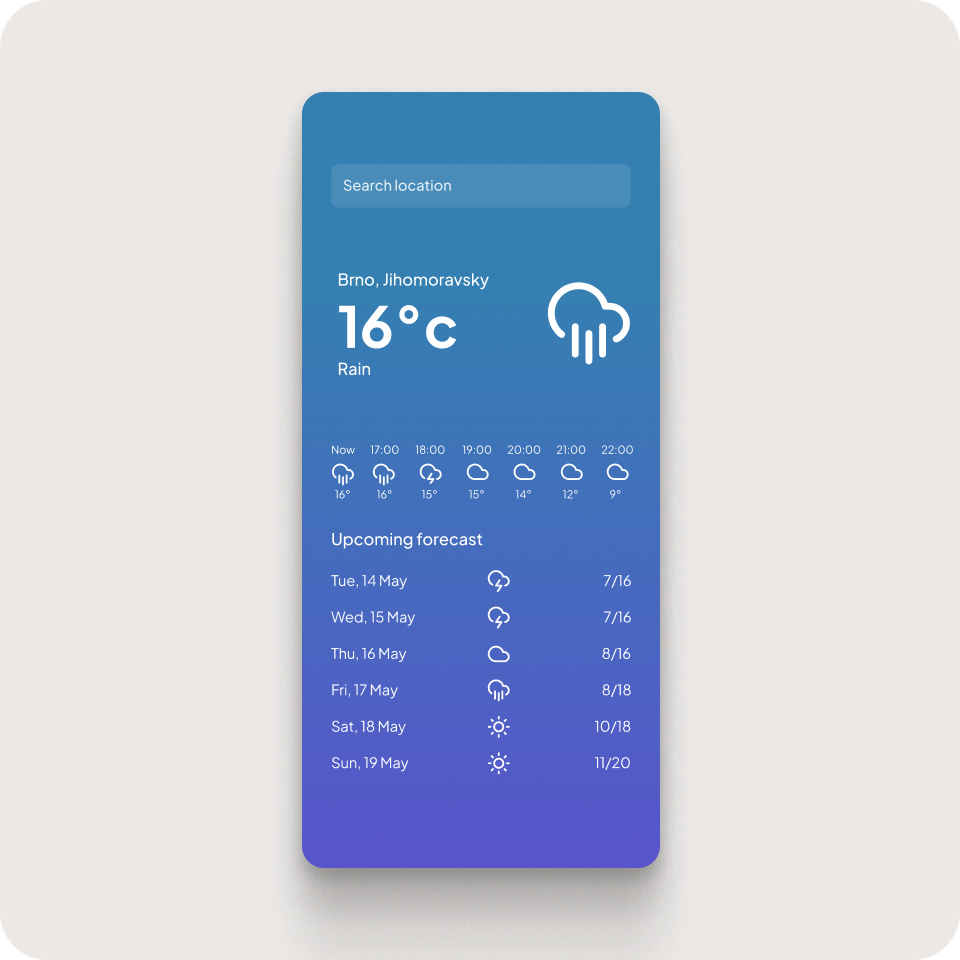 Search location
Brno, Jihomoravsky
16°c
Rain
Now 17:00 18:00 19:00 20:00 21:00 22:00
16° 16° 15° 15° 14° 12° 9°
Upcoming forecast
Tue, 14 May 7/16
Wed, 15 May 7/16
Thu, 16 May 8/16
Fri, 17 May 8/18
Sat, 18 May 10/18
Sun, 19 May 11/20